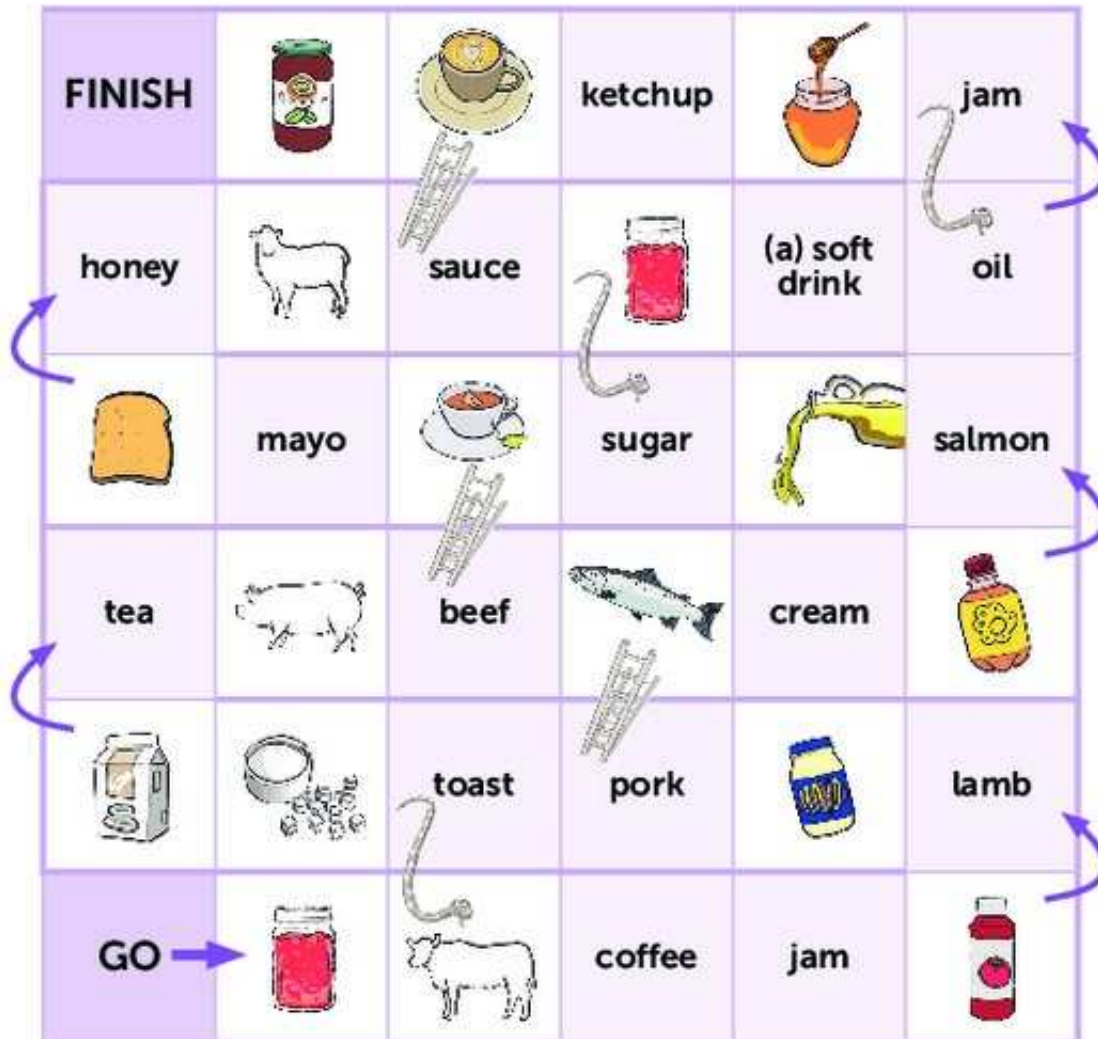 FINISH
ketchup
jam
honey
sauce
(a) soft
drink
oil
mayo
sugar
salmon
tea
beef
cream
toast
pork
lamb
GO
coffee
jam